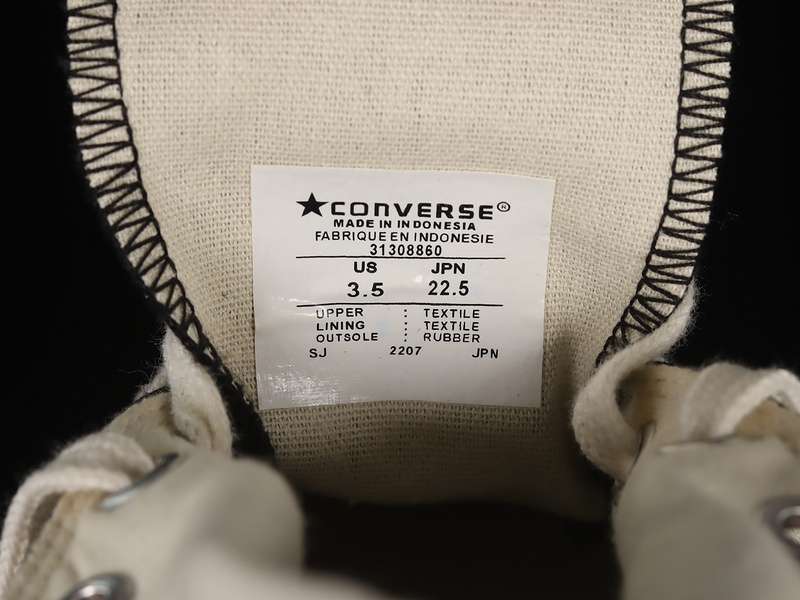 ★CONVERSE®
MADE IN INDONESIA
FABRIQUE EN INDONESIE
31308860
US JPN
3.5 22.5
UPPER : TEXTILE
LINING : TEXTILE
OUTSOLE : RUBBER
SJ 2207 JPN